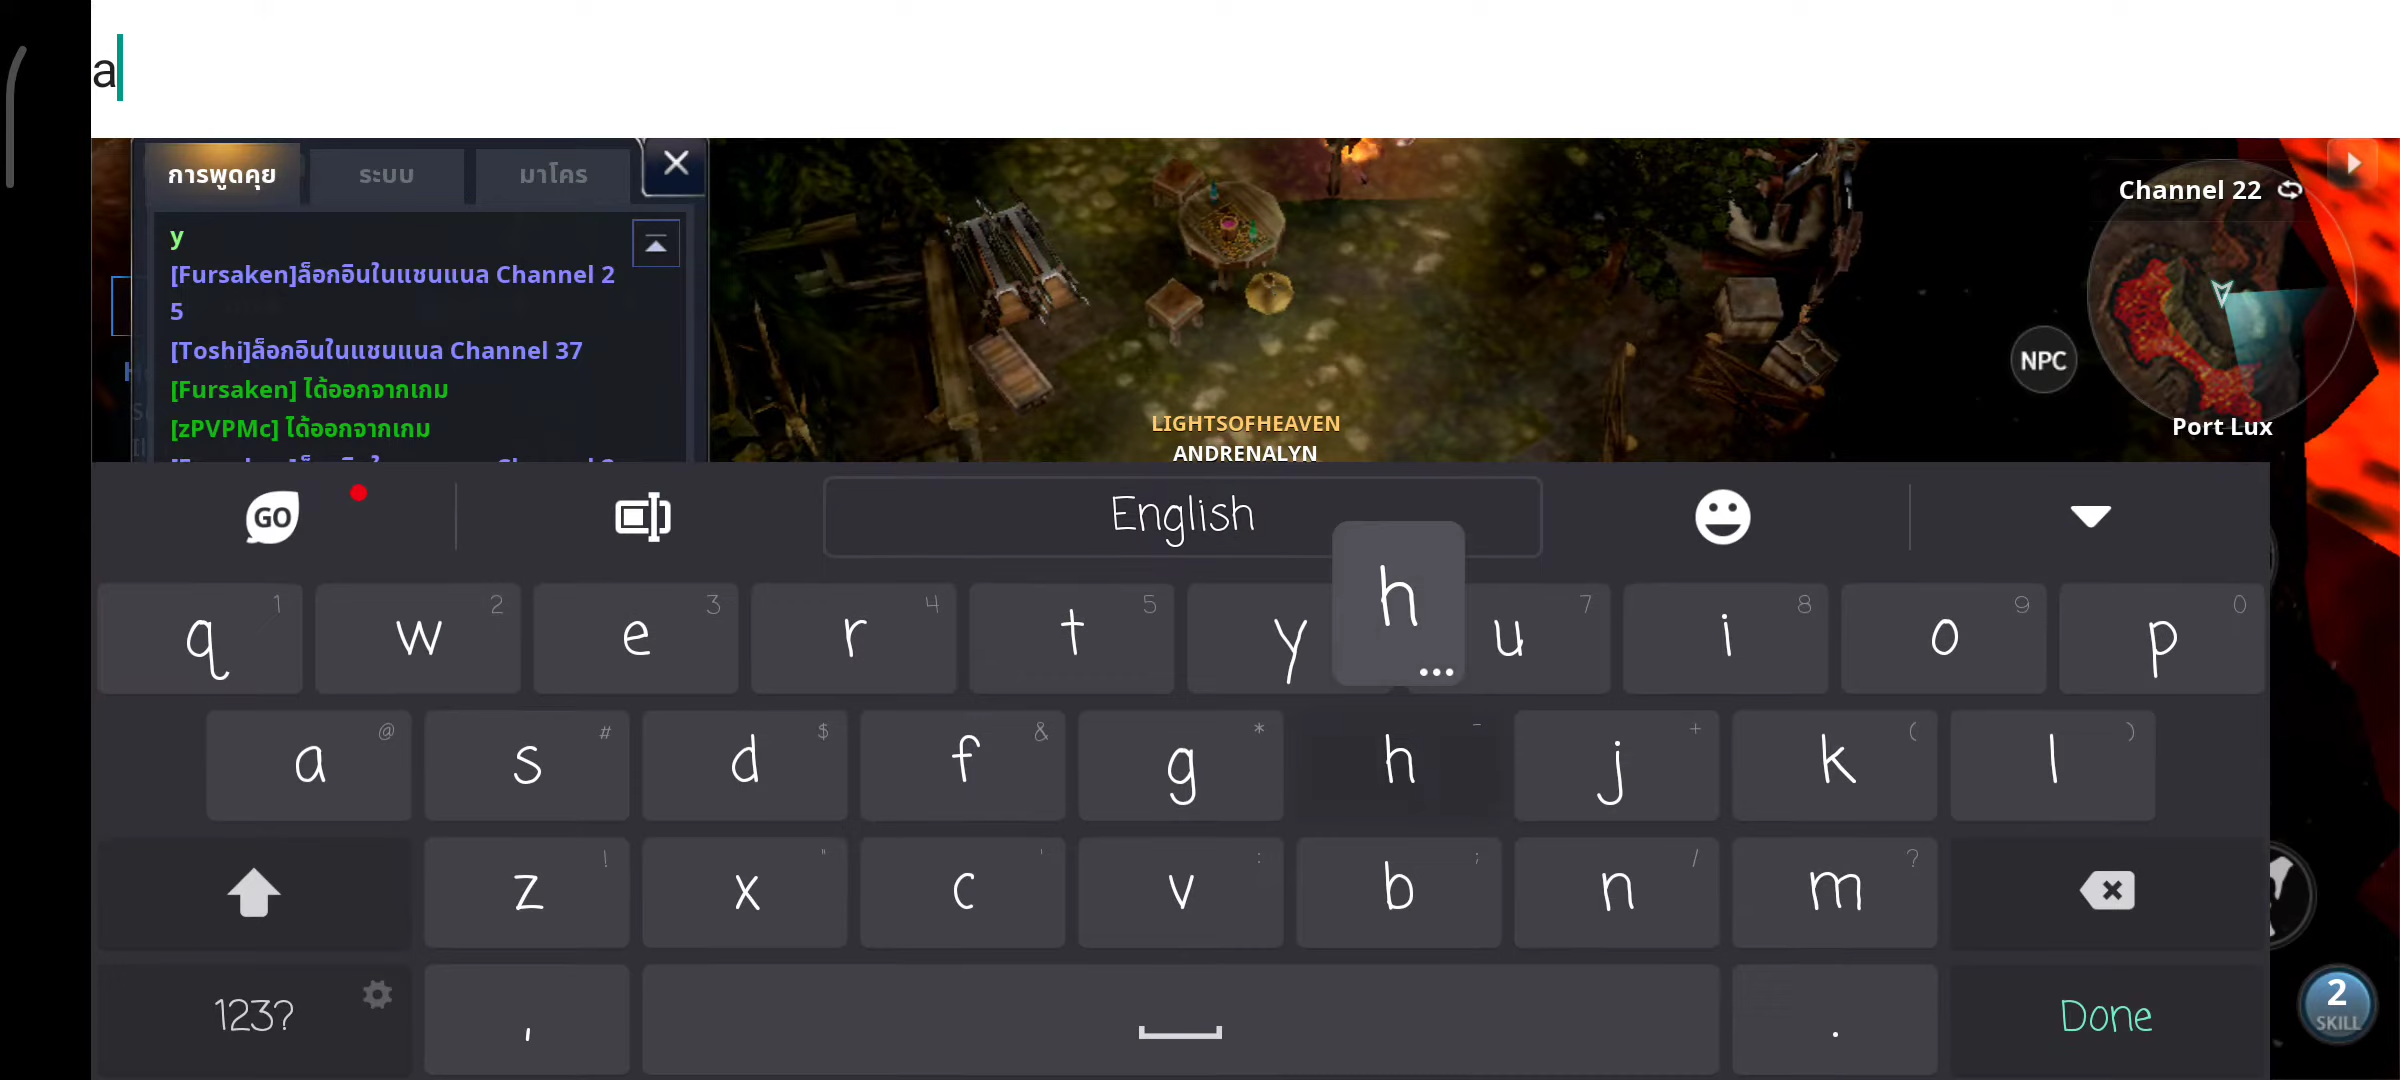 a
การพูดคุย ระบบ มาโคร
y
[Fursaken]ล็อกอินในแชนแนล Channel 2
5
[Toshi]ล็อกอินในแชนแนล Channel 37
[Fursaken] ได้ออกจากเกม
[zPVPMc] ได้ออกจากเกม
Channel 22
NPC
Port Lux
LIGHTSOFHEAVEN
ANDRENALYN
GO English
h
q 1 w 2 e 3 r 4 t 5 y u 7 i 8 o 9 p 0
a @ s # d $ f & g * h - j + k ( l )
z ! x " c ' v : b ; n / m ?
123? , . Done
2
SKILL